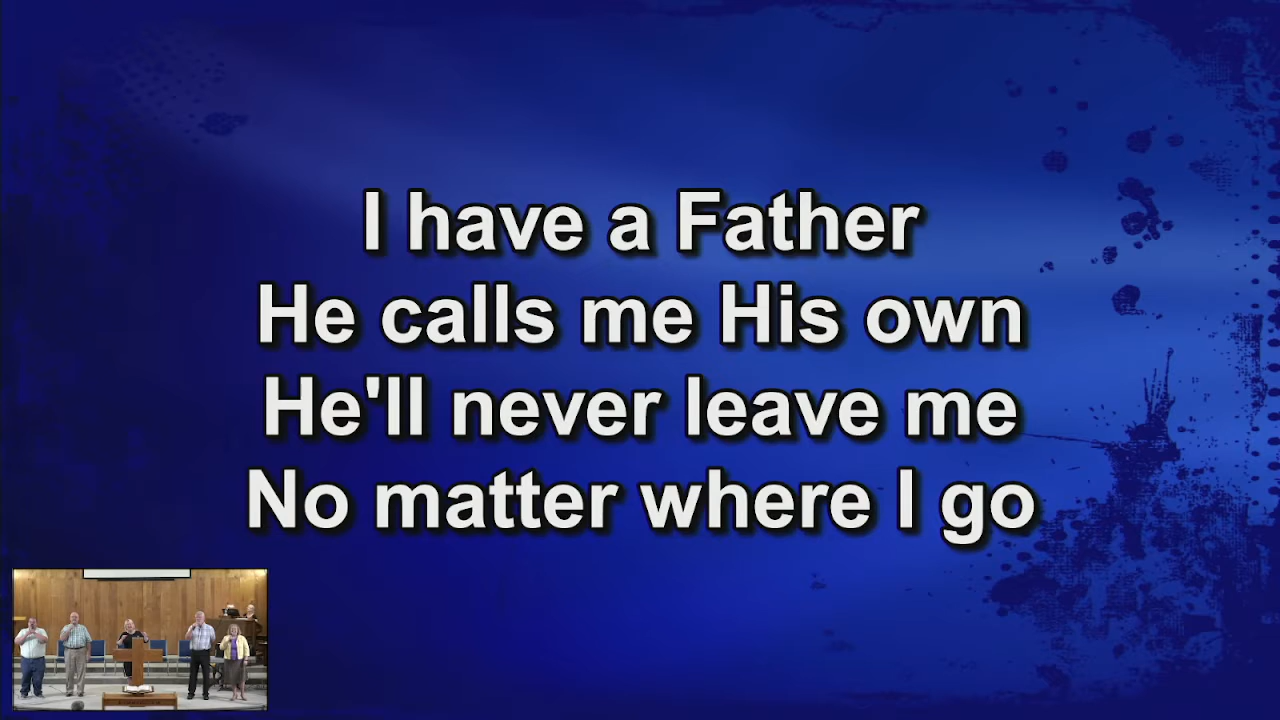 I have a Father
He calls me His own
He'll never leave me
No matter where I go